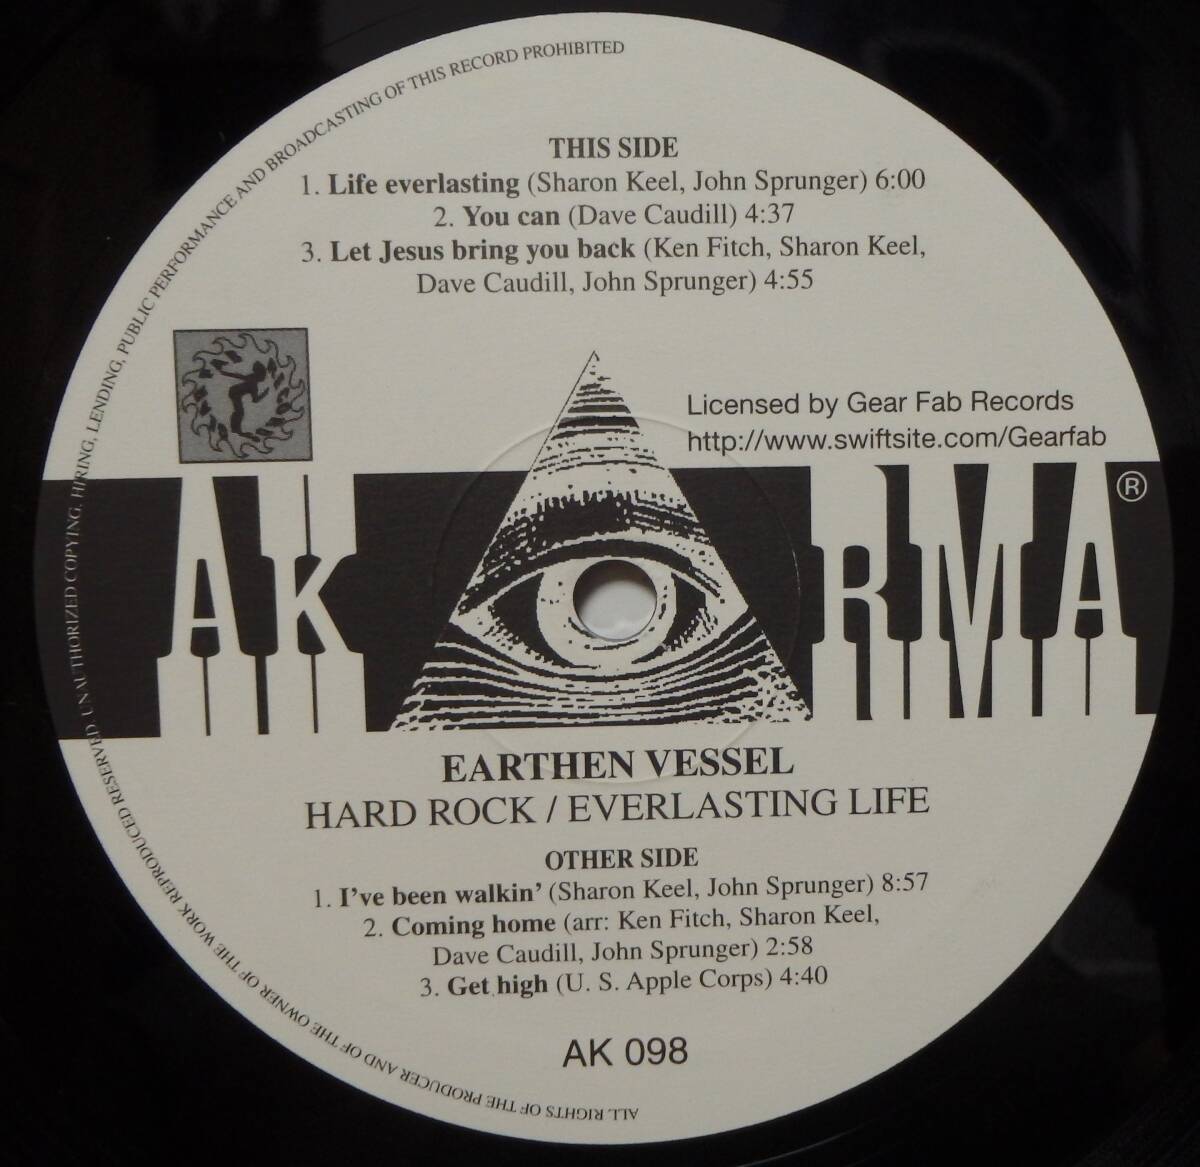 THIS SIDE
1. Life everlasting (Sharon Keel, John Sprunger) 6:00
2. You can (Dave Caudill) 4:37
3. Let Jesus bring you back (Ken Fitch, Sharon Keel,
Dave Caudill, John Sprunger) 4:55
Licensed by Gear Fab Records
http://www.swiftsite.com/Gearfab
AKARMA®
EARTHEN VESSEL
HARD ROCK / EVERLASTING LIFE
OTHER SIDE
1. I've been walkin' (Sharon Keel, John Sprunger) 8:57
2. Coming home (arr: Ken Fitch, Sharon Keel,
Dave Caudill, John Sprunger) 2:58
3. Get high (U. S. Apple Corps) 4:40
AK 098
ALL RIGHTS OF THE PRODUCER AND OF THE OWNER OF THE WORK REPRODUCED RESERVED. UNAUTHORIZED COPYING, HIRING, LENDING, PUBLIC PERFORMANCE AND BROADCASTING OF THIS RECORD PROHIBITED